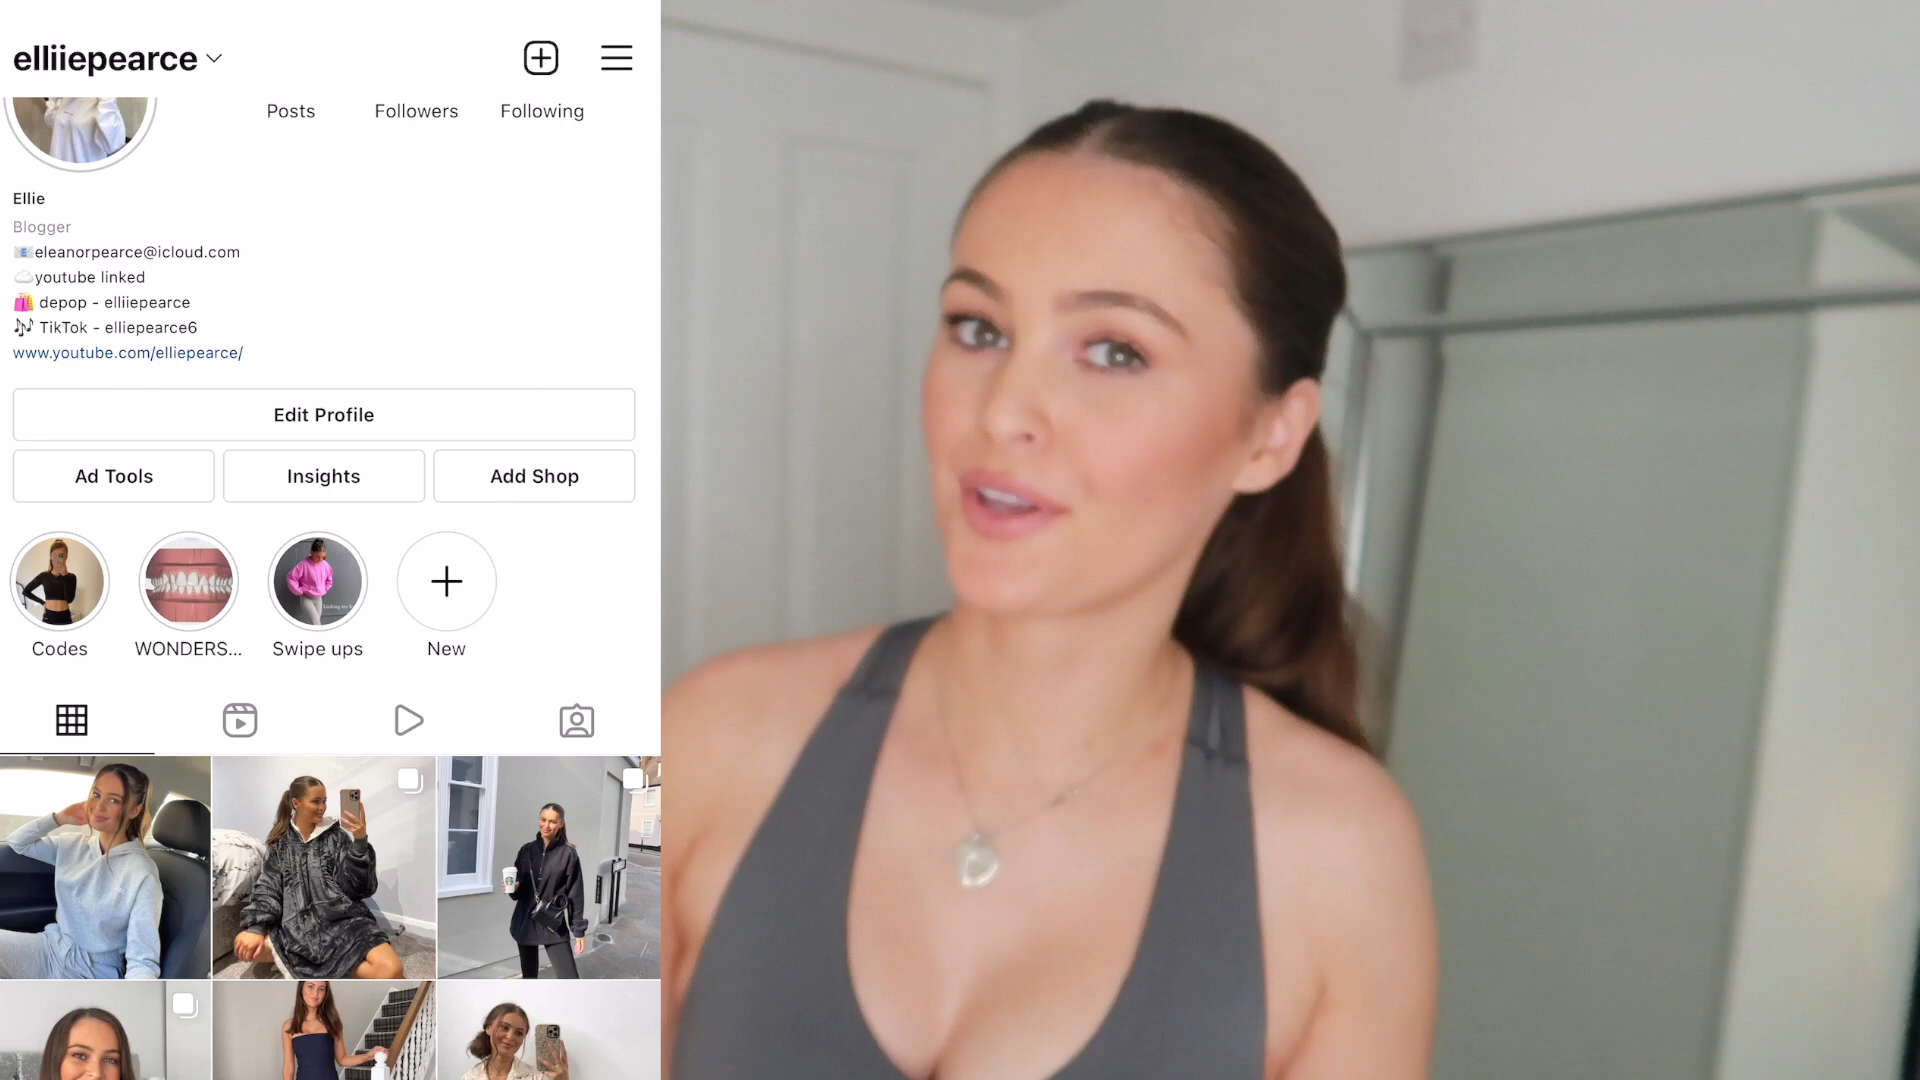 elliiepearce
Posts Followers Following
Ellie
Blogger
📧eleanorpearce@icloud.com
☁️youtube linked
🛍️ depop - elliiepearce
🎶 TikTok - elliepearce6
www.youtube.com/elliepearce/
Edit Profile
Ad Tools Insights Add Shop
Codes WONDERS... Swipe ups New